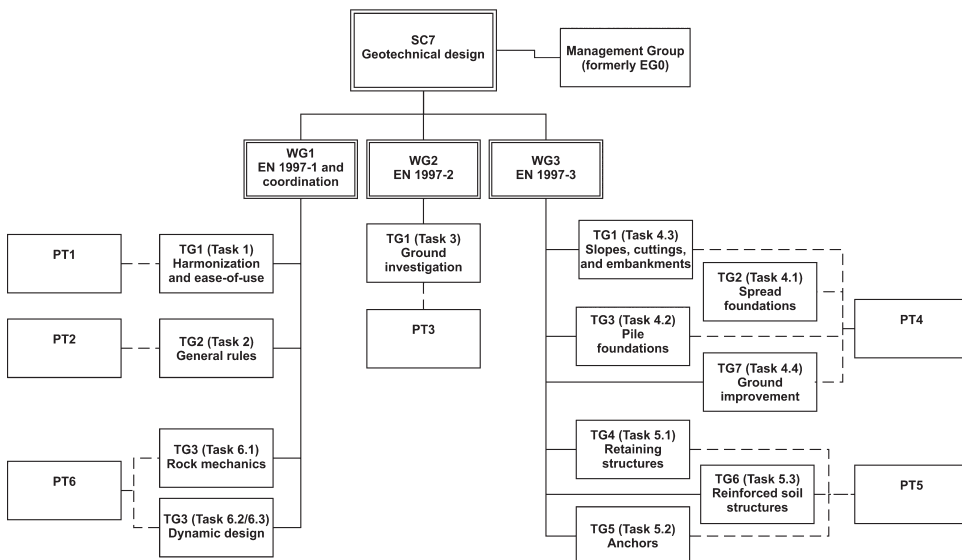 SC7
Geotechnical design
Management Group
(formerly EG0)
WG1
EN 1997-1 and
coordination
WG2
EN 1997-2
WG3
EN 1997-3
PT1
TG1 (Task 1)
Harmonization
and ease-of-use
TG1 (Task 3)
Ground
investigation
TG1 (Task 4.3)
Slopes, cuttings,
and embankments
TG2 (Task 4.1)
Spread
foundations
PT2
TG2 (Task 2)
General rules
PT3
TG3 (Task 4.2)
Pile
foundations
PT4
TG7 (Task 4.4)
Ground
improvement
PT6
TG3 (Task 6.1)
Rock mechanics
TG3 (Task 6.2/6.3)
Dynamic design
TG4 (Task 5.1)
Retaining
structures
TG6 (Task 5.3)
Reinforced soil
structures
PT5
TG5 (Task 5.2)
Anchors